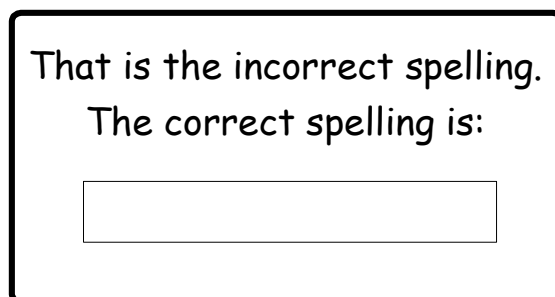 That is the incorrect spelling.
The correct spelling is: